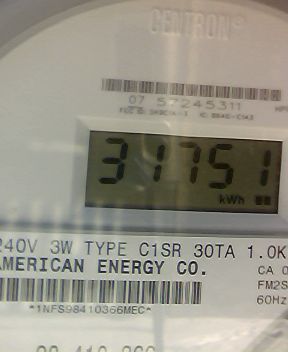 CENTRON®
07 57245311
31751
kWh
240V 3W TYPE C1SR 30TA 1.0K
AMERICAN ENERGY CO.
CA 0
FM2S
60Hz
*1NFS98410366MEC*